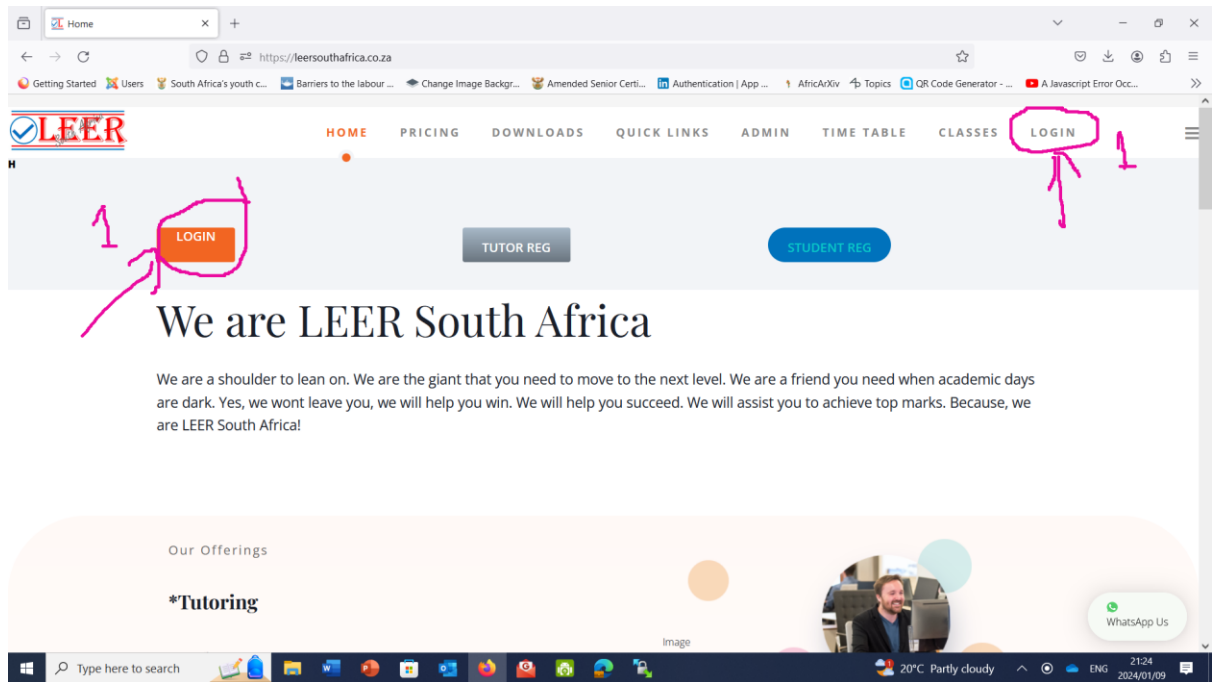 Home
https://leersouthafrica.co.za
Getting Started Users South Africa's youth c... Barriers to the labour ... Change Image Backgr... Amended Senior Certi... Authentication | App ... AfricArXiv Topics QR Code Generator - ... A Javascript Error Occ...
LEER
HOME PRICING DOWNLOADS QUICK LINKS ADMIN TIME TABLE CLASSES LOGIN
1
H
1
LOGIN TUTOR REG STUDENT REG
We are LEER South Africa
We are a shoulder to lean on. We are the giant that you need to move to the next level. We are a friend you need when academic days
are dark. Yes, we wont leave you, we will help you win. We will help you succeed. We will assist you to achieve top marks. Because, we
are LEER South Africa!
Our Offerings
*Tutoring
Image
WhatsApp Us
Type here to search
20°C Partly cloudy ENG 21:24
2024/01/09